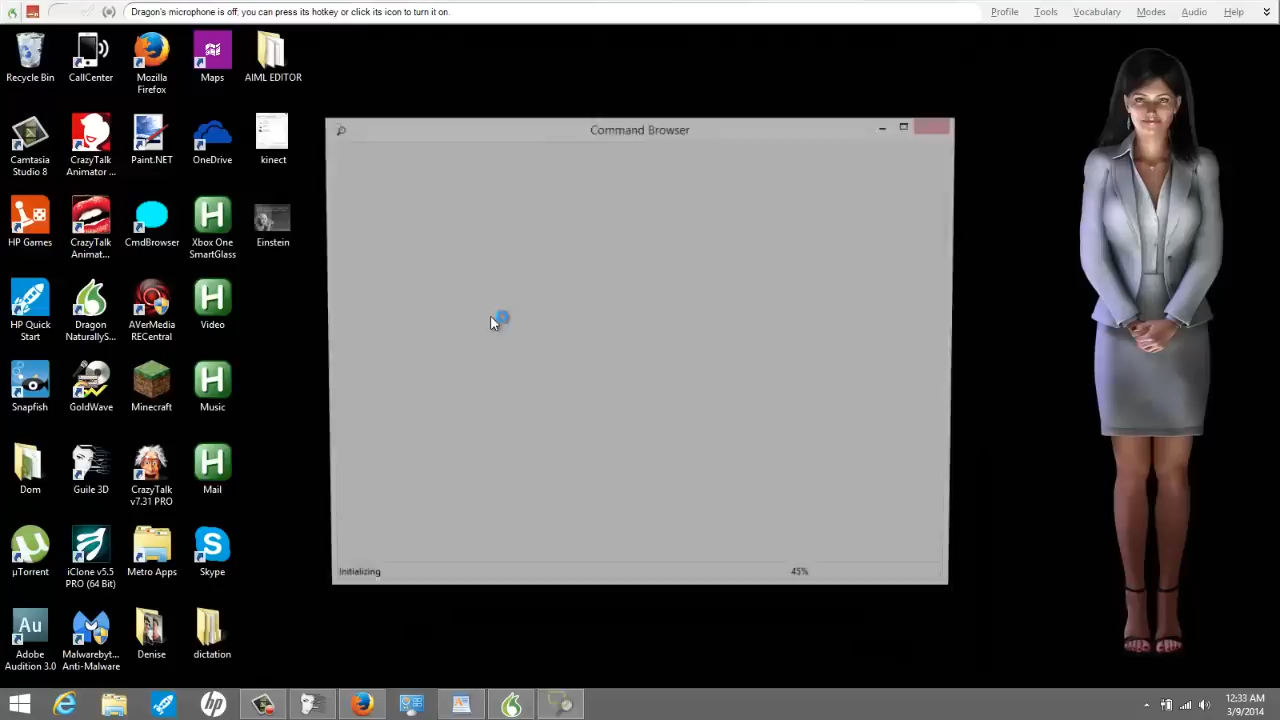 Dragon's microphone is off; you can press its hotkey or click its icon to turn it on.
Profile Tools Vocabulary Modes Audio Help
Recycle Bin
CallCenter
Mozilla
Firefox
Maps
AIML EDITOR
Camtasia
Studio 8
CrazyTalk
Animator ...
Paint.NET
OneDrive
kinect
HP Games
CrazyTalk
Animat...
CmdBrowser
Xbox One
SmartGlass
Einstein
HP Quick
Start
Dragon
NaturallyS...
AVerMedia
RECentral
Video
Snapfish
GoldWave
Minecraft
Music
Dom
Guile 3D
CrazyTalk
v7.31 PRO
Mail
µTorrent
iClone v5.5
PRO (64 Bit)
Metro Apps
Skype
Au
Adobe
Audition 3.0
Malwareby...
Anti-Malware
Denise
dictation
Command Browser
Initializing 45%
12:33 AM
3/9/2014